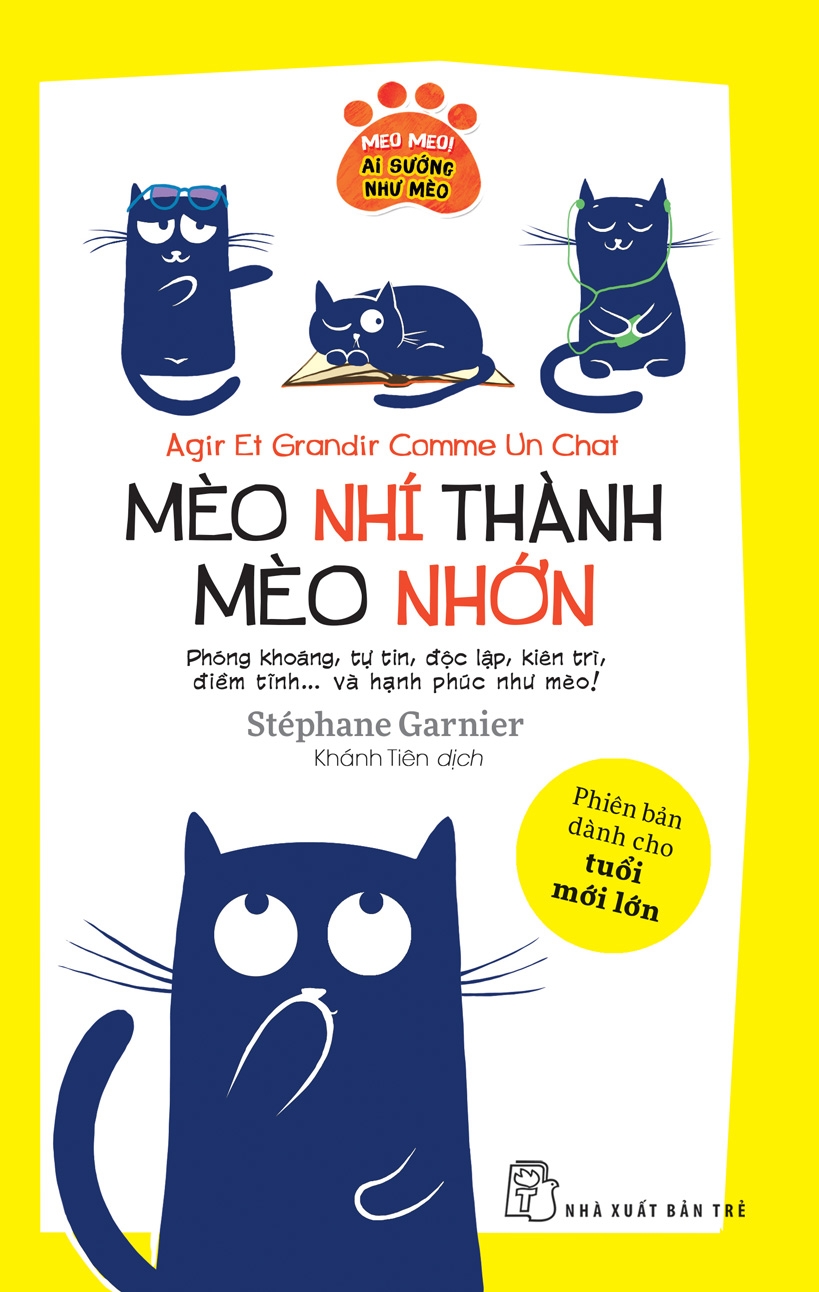 MEO MEO!
AI SƯỚNG
NHƯ MÈO
Agir Et Grandir Comme Un Chat
MÈO NHÍ THÀNH
MÈO NHỚN
Phóng khoáng, tự tin, độc lập, kiên trì,
điềm tĩnh... và hạnh phúc như mèo!
Stéphane Garnier
Khánh Tiên dịch
Phiên bản
dành cho
tuổi
mới lớn
NHÀ XUẤT BẢN TRẺ